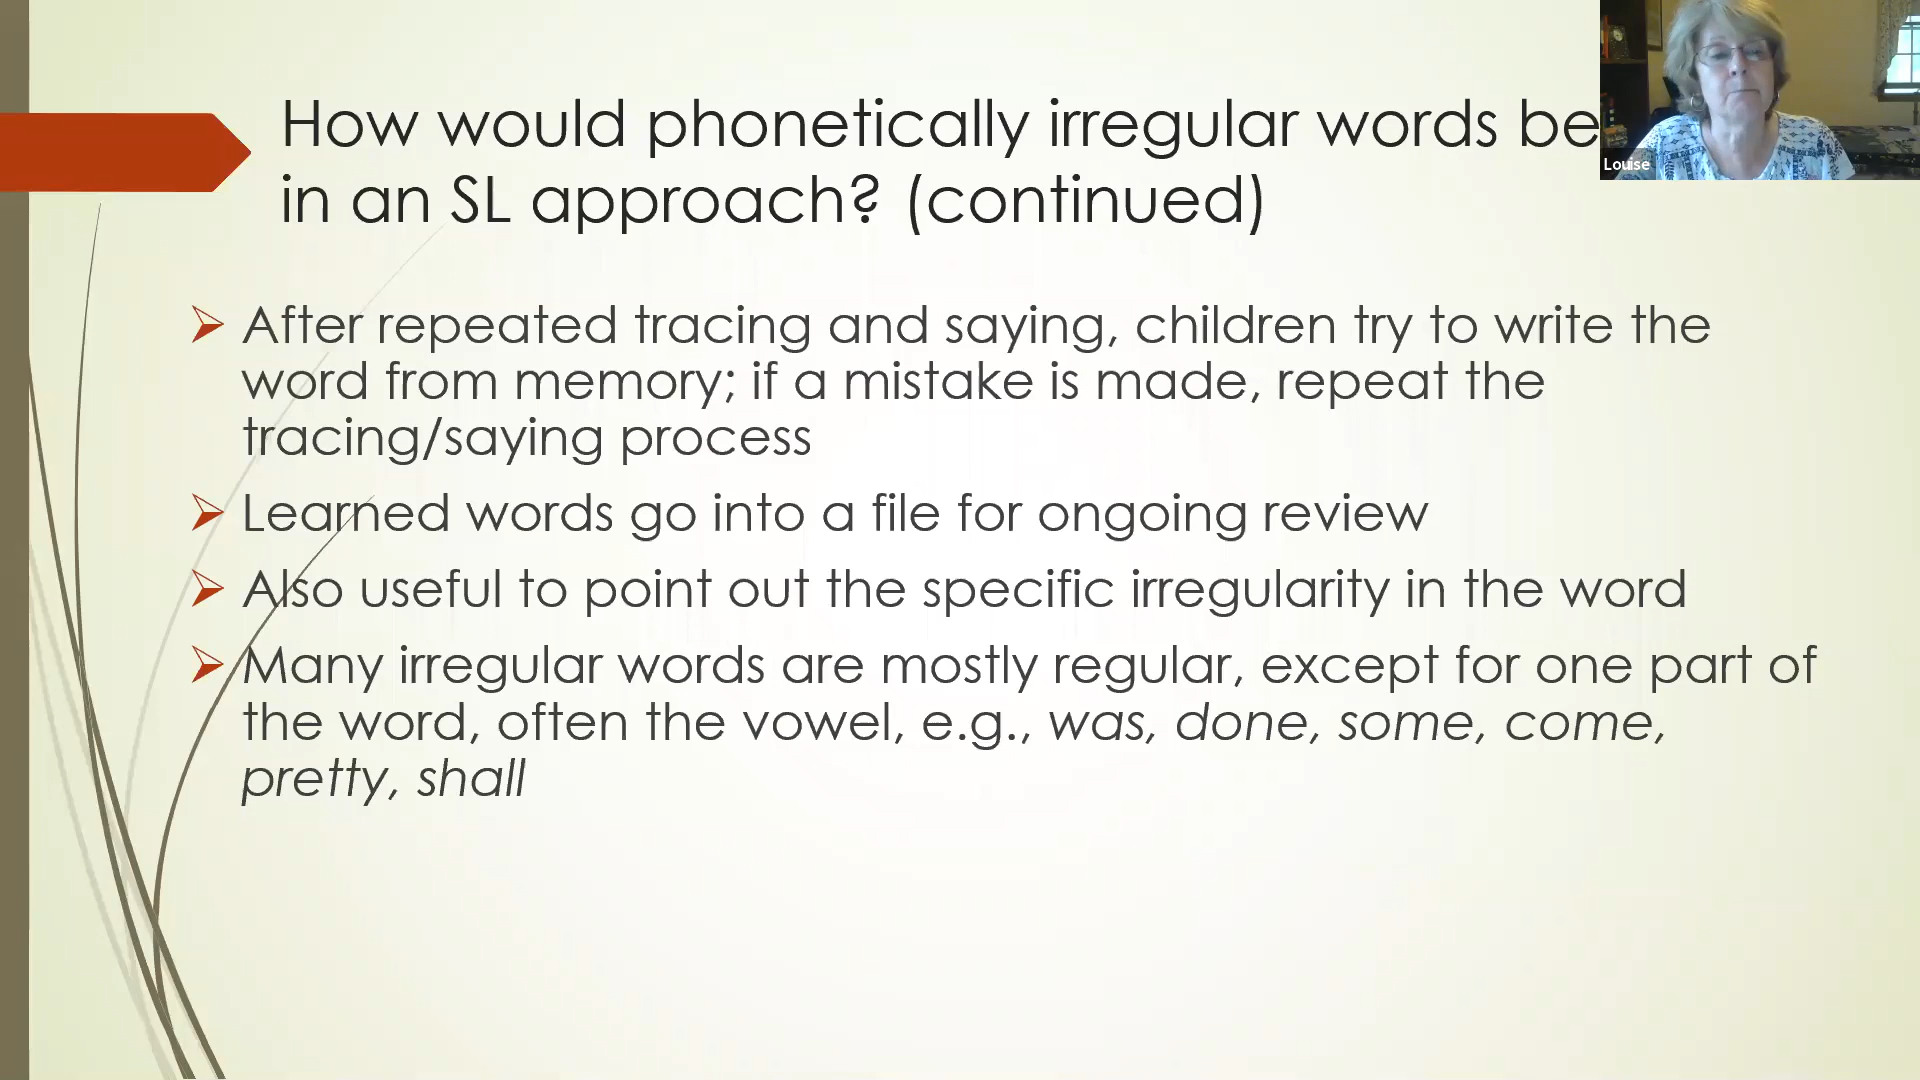 How would phonetically irregular words be
in an SL approach? (continued)
Louise
After repeated tracing and saying, children try to write the
word from memory; if a mistake is made, repeat the
tracing/saying process
Learned words go into a file for ongoing review
Also useful to point out the specific irregularity in the word
Many irregular words are mostly regular, except for one part of
the word, often the vowel, e.g., was, done, some, come,
pretty, shall